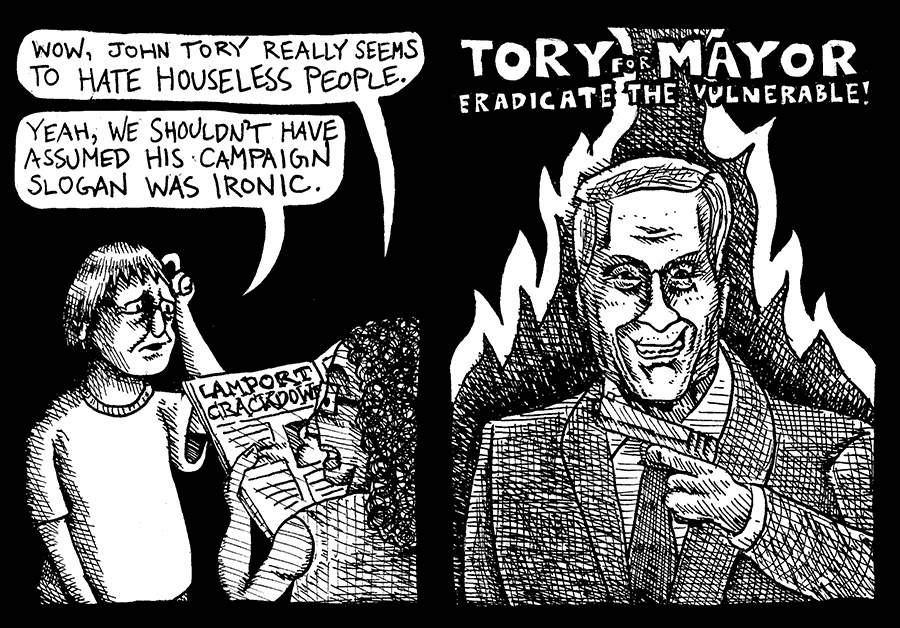 WOW, JOHN TORY REALLY SEEMS
TO HATE HOUSELESS PEOPLE.
YEAH, WE SHOULDN'T HAVE
ASSUMED HIS CAMPAIGN
SLOGAN WAS IRONIC.
LAMPORT
CRACKDOWN
TORY FOR MAYOR
ERADICATE THE VULNERABLE!